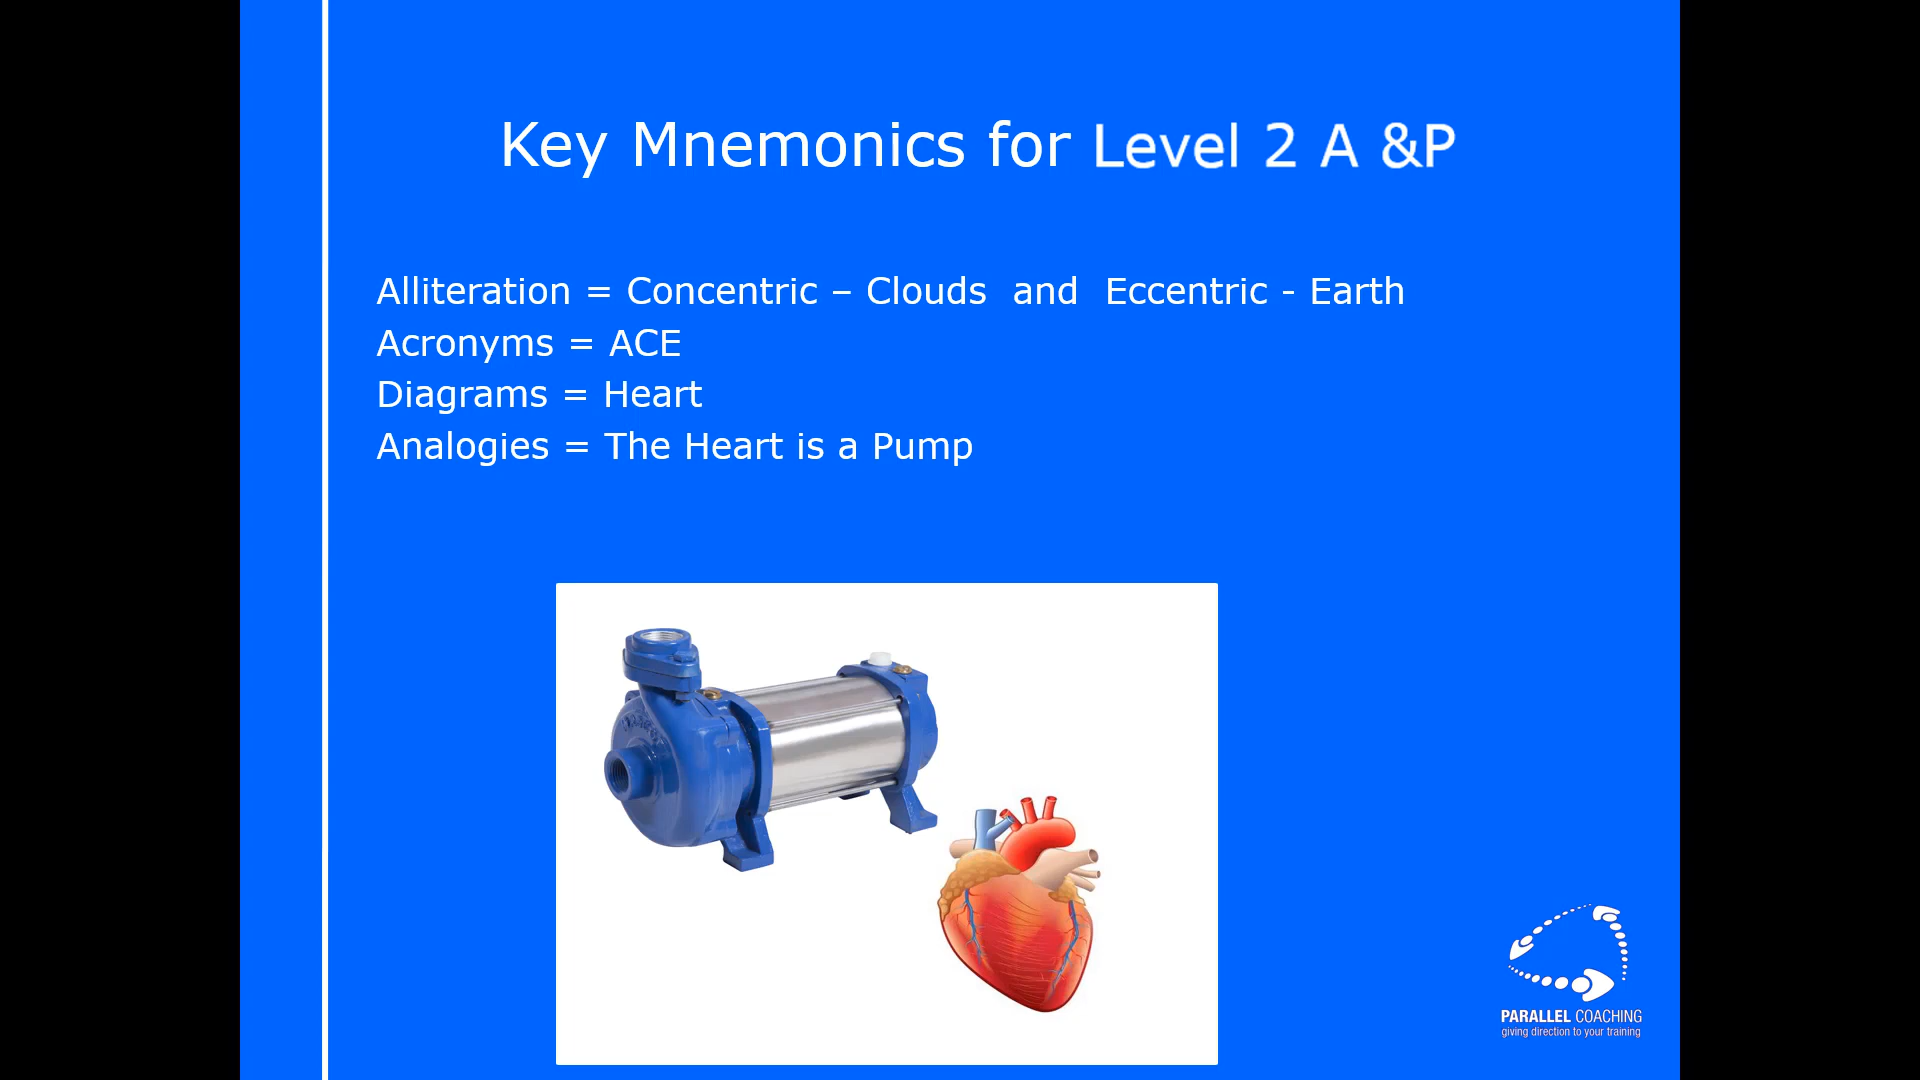 Key Mnemonics for Level 2 A &P
Alliteration = Concentric – Clouds and Eccentric - Earth
Acronyms = ACE
Diagrams = Heart
Analogies = The Heart is a Pump
PARALLEL COACHING
giving direction to your training